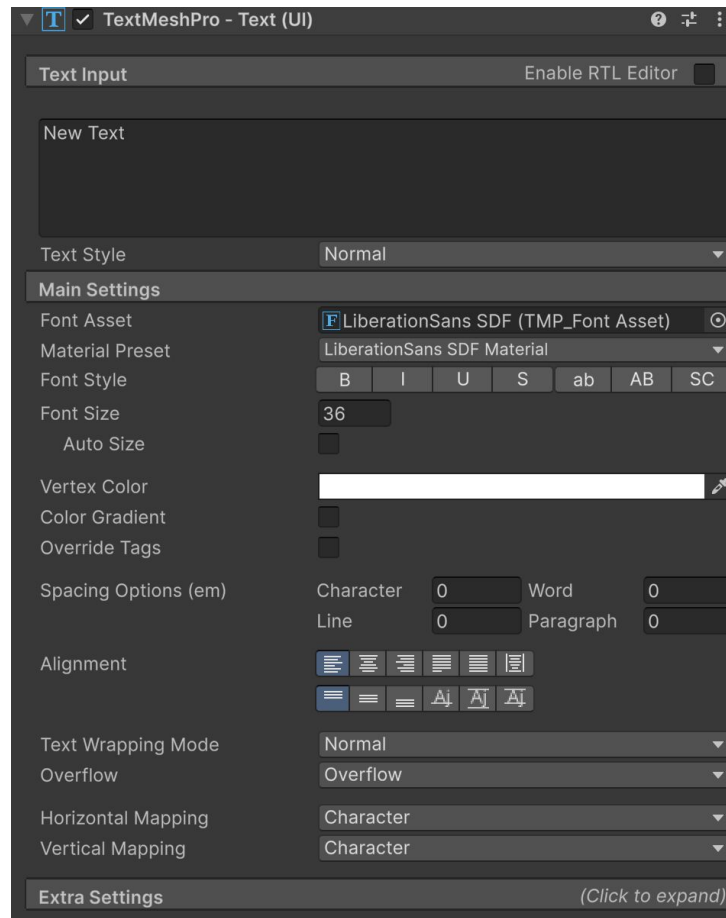 TextMeshPro - Text (UI)
Text Input Enable RTL Editor
New Text
Text Style Normal
Main Settings
Font Asset F LiberationSans SDF (TMP_Font Asset)
Material Preset LiberationSans SDF Material
Font Style B I U S ab AB SC
Font Size 36
Auto Size
Vertex Color
Color Gradient
Override Tags
Spacing Options (em) Character 0 Word 0
Line 0 Paragraph 0
Alignment
Text Wrapping Mode Normal
Overflow Overflow
Horizontal Mapping Character
Vertical Mapping Character
Extra Settings (Click to expand)